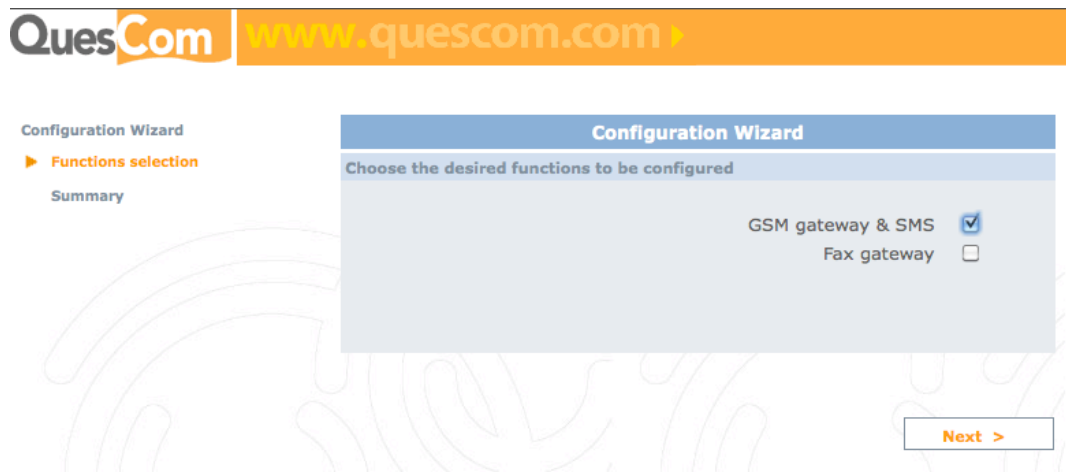 QuesCom www.quescom.com
Configuration Wizard
Functions selection
Summary
Configuration Wizard
Choose the desired functions to be configured
GSM gateway & SMS
Fax gateway
Next >